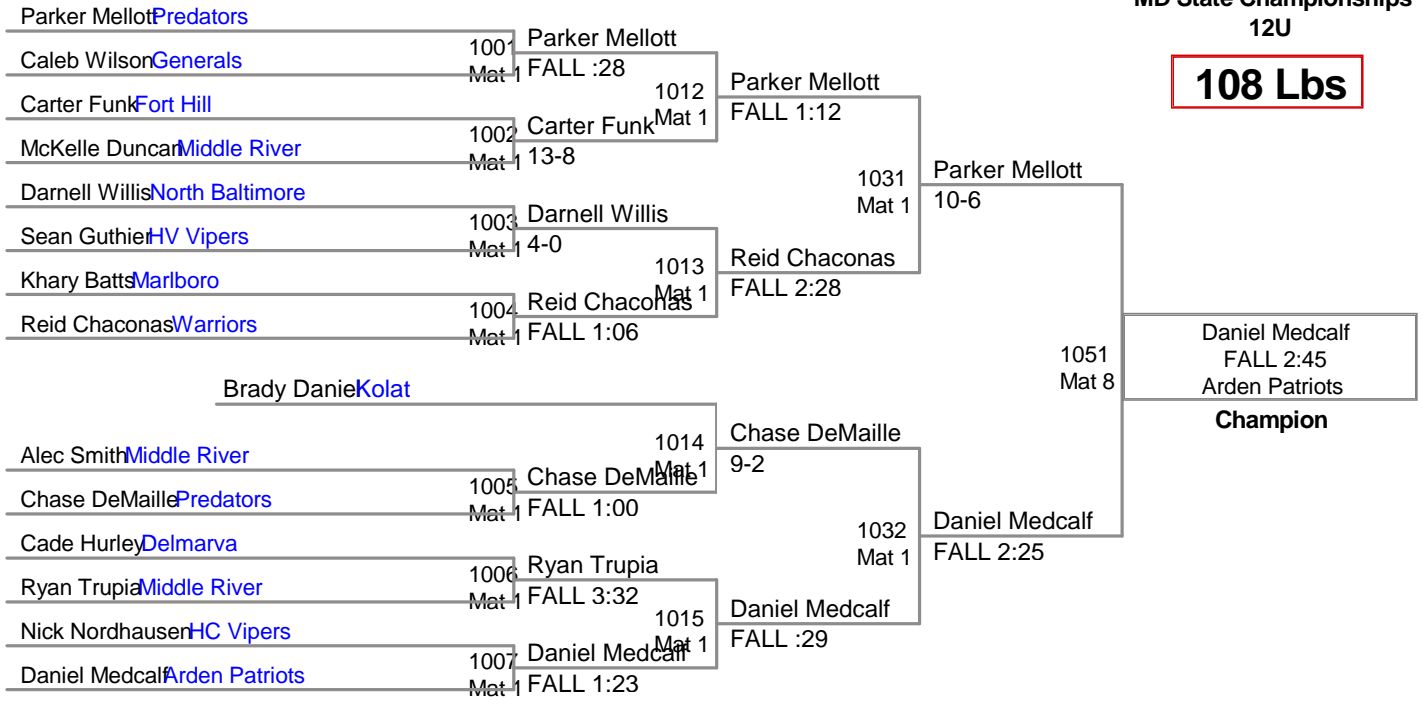 MD State Championships
12U
108 Lbs
Parker Mellott Predators
Caleb Wilson Generals
1001 Parker Mellott
Mat 1 FALL :28
Carter Funk Fort Hill
McKelle Duncan Middle River
1002 Carter Funk
Mat 1 13-8
1012 Parker Mellott
Mat 1 FALL 1:12
Darnell Willis North Baltimore
Sean Guthier HV Vipers
1003 Darnell Willis
Mat 1 4-0
Khary Batts Marlboro
Reid Chaconas Warriors
1004 Reid Chaconas
Mat 1 FALL 1:06
1013 Reid Chaconas
Mat 1 FALL 2:28
1031 Parker Mellott
Mat 1 10-6
Brady Daniel Kolat
Alec Smith Middle River
Chase DeMaille Predators
1005 Chase DeMaille
Mat 1 FALL 1:00
1014 Chase DeMaille
Mat 1 9-2
Cade Hurley Delmarva
Ryan Trupia Middle River
1006 Ryan Trupia
Mat 1 FALL 3:32
Nick Nordhausen HC Vipers
Daniel Medcalf Arden Patriots
1007 Daniel Medcalf
Mat 1 FALL 1:23
1015 Daniel Medcalf
Mat 1 FALL :29
1032 Daniel Medcalf
Mat 1 FALL 2:25
1051
Mat 8
Daniel Medcalf
FALL 2:45
Arden Patriots
Champion